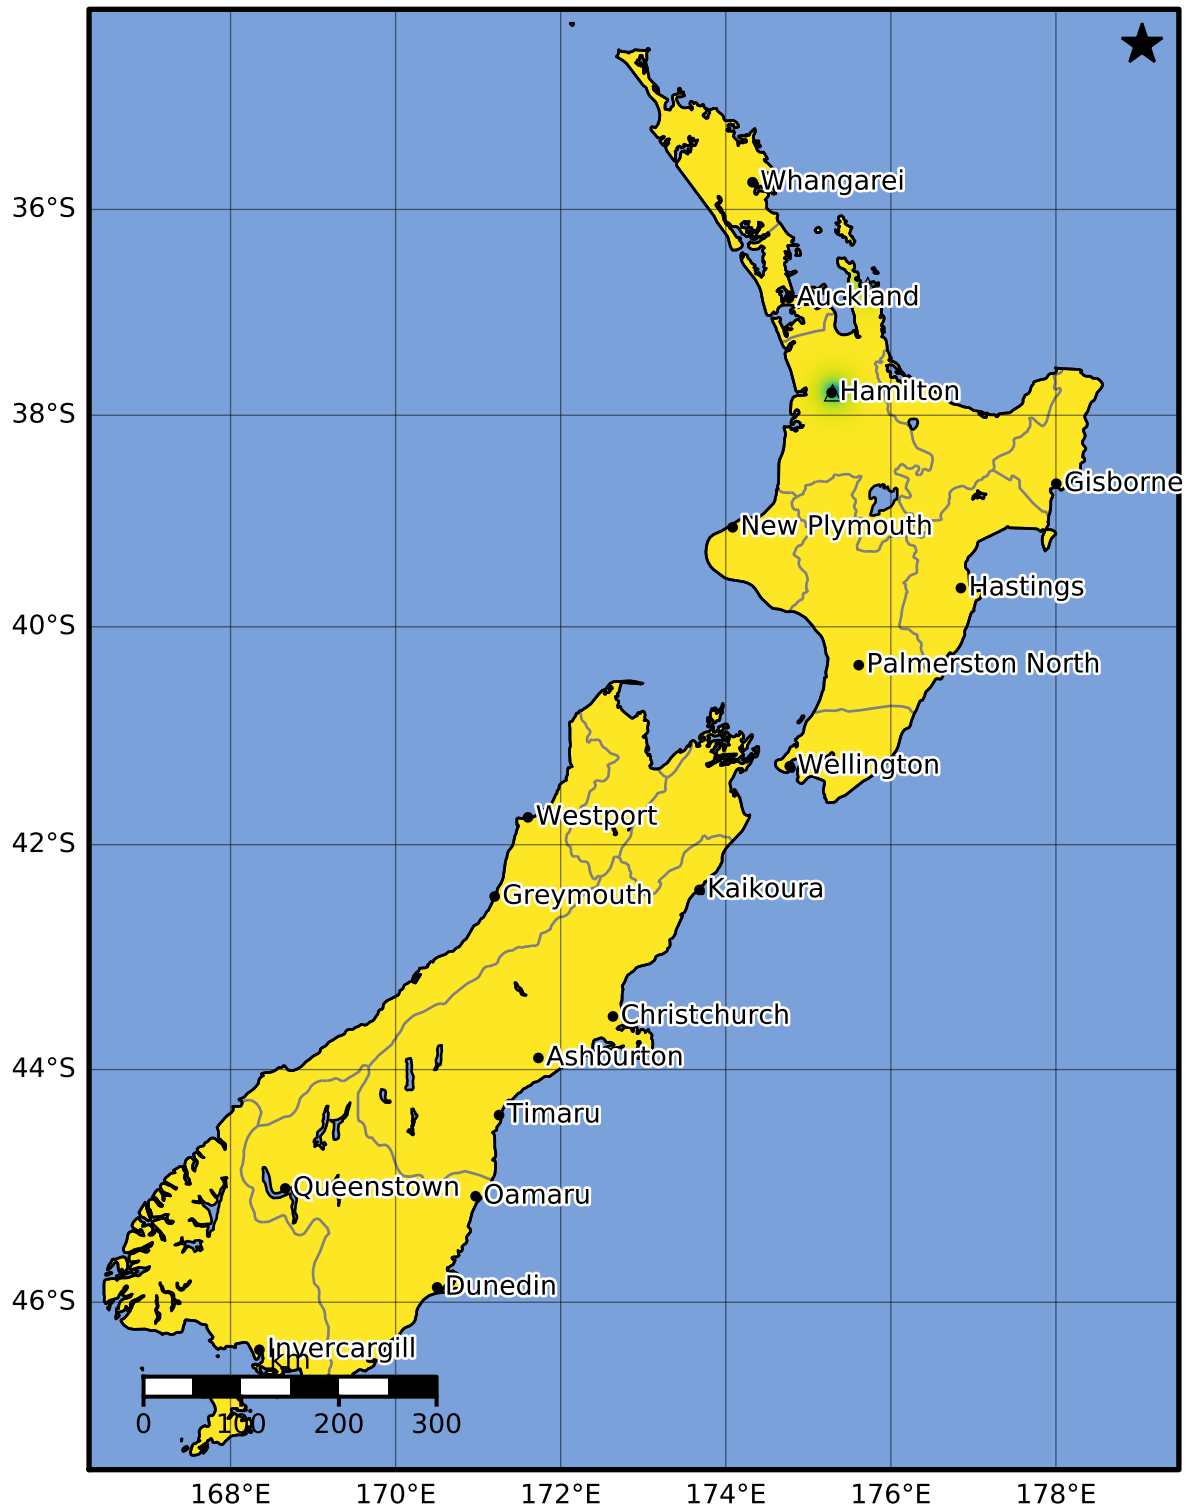 Whangarei
36°S
Auckland
Hamilton
38°S
Gisborne
New Plymouth
Hastings
40°S
Palmerston North
Wellington
Westport
42°S
Kaikoura
Greymouth
Christchurch
Ashburton
44°S
Timaru
Queenstown
Oamaru
Dunedin
46°S
Invercargill
km
0 100 200 300
168°E 170°E 172°E 174°E 176°E 178°E